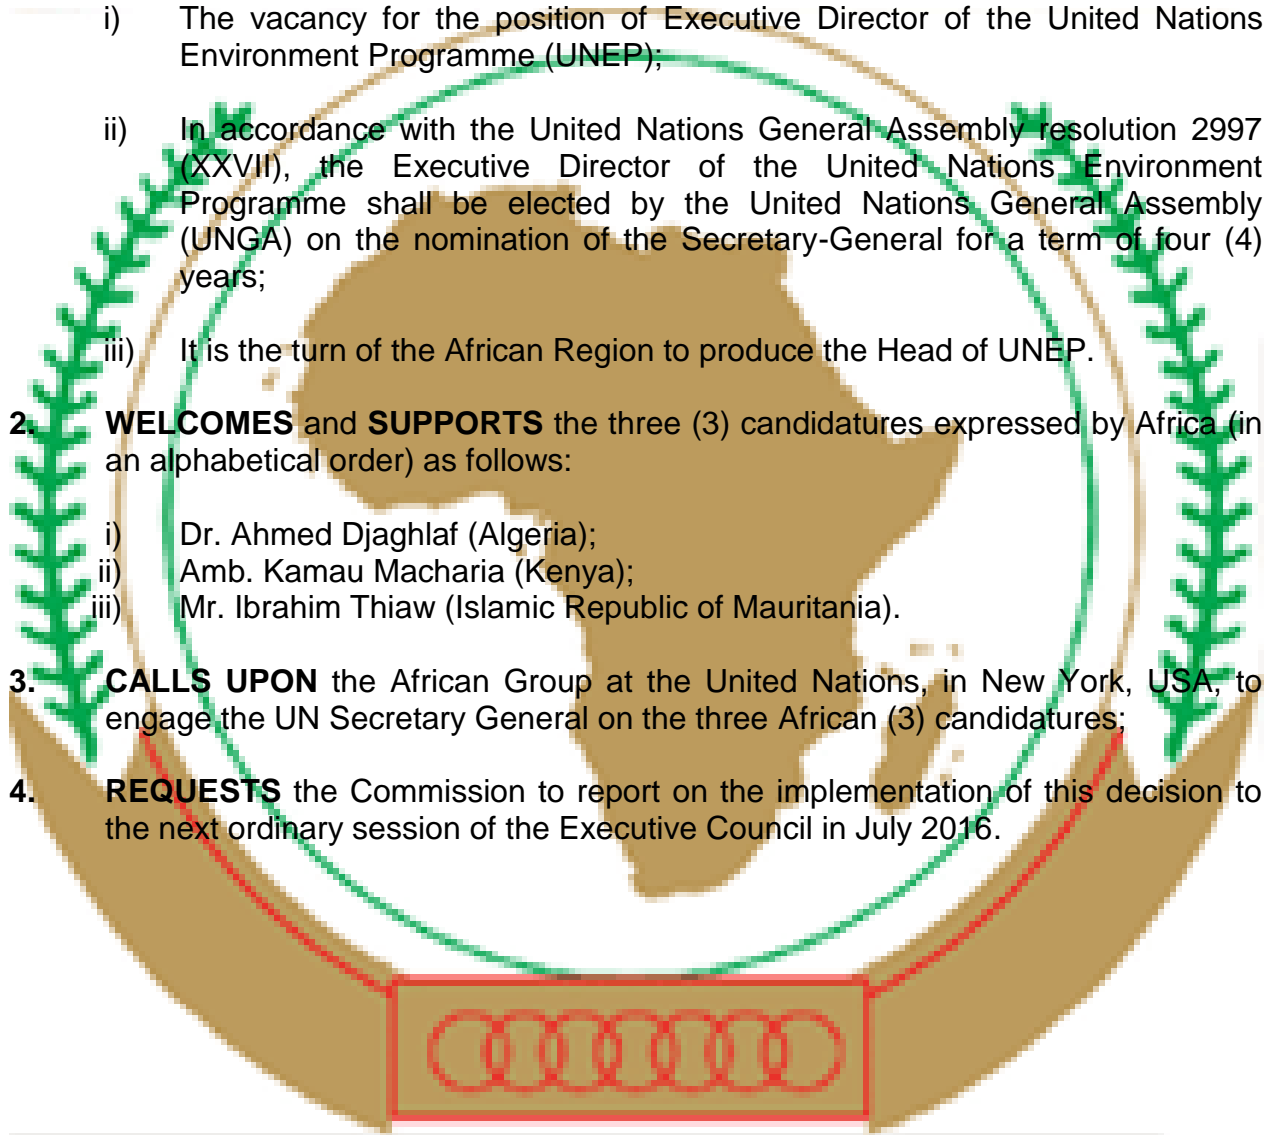 i) The vacancy for the position of Executive Director of the United Nations
Environment Programme (UNEP);
ii) In accordance with the United Nations General Assembly resolution 2997
(XXVII), the Executive Director of the United Nations Environment
Programme shall be elected by the United Nations General Assembly
(UNGA) on the nomination of the Secretary-General for a term of four (4)
years;
iii) It is the turn of the African Region to produce the Head of UNEP.
2. WELCOMES and SUPPORTS the three (3) candidatures expressed by Africa (in
an alphabetical order) as follows:
i) Dr. Ahmed Djaghlaf (Algeria);
ii) Amb. Kamau Macharia (Kenya);
iii) Mr. Ibrahim Thiaw (Islamic Republic of Mauritania).
3. CALLS UPON the African Group at the United Nations, in New York, USA, to
engage the UN Secretary General on the three African (3) candidatures;
4. REQUESTS the Commission to report on the implementation of this decision to
the next ordinary session of the Executive Council in July 2016.